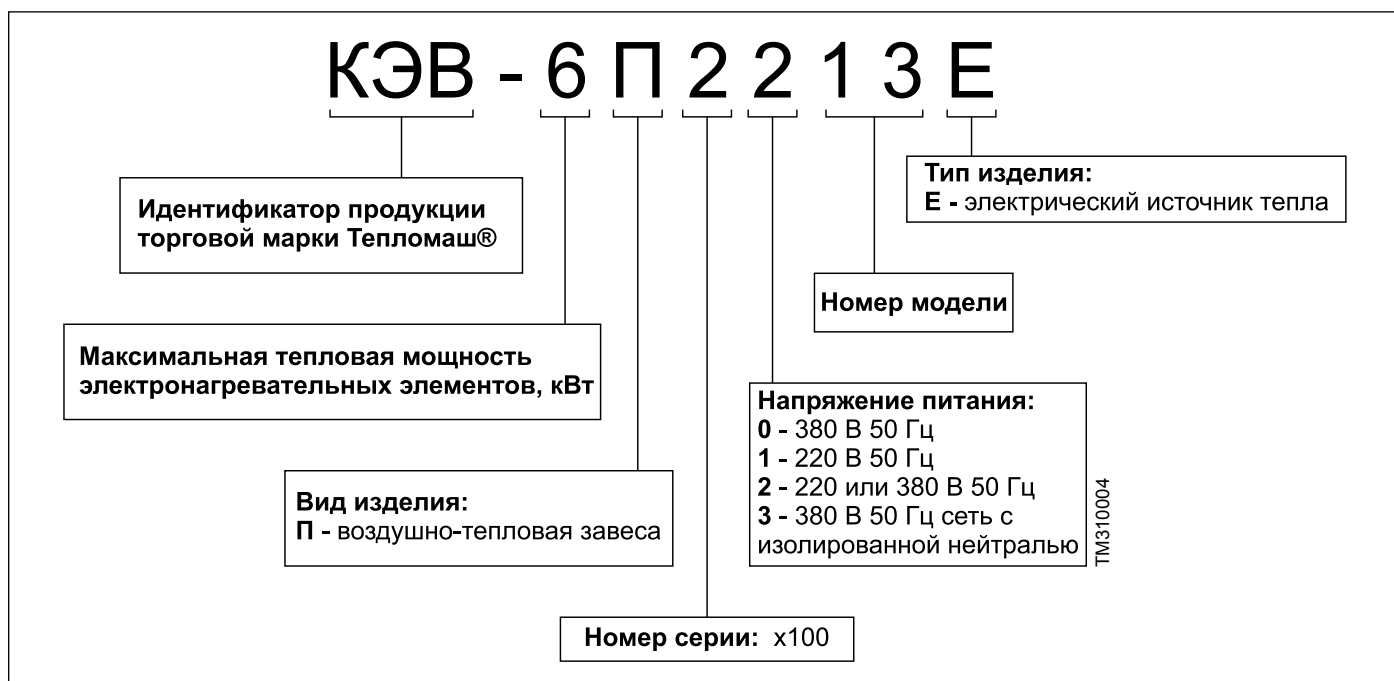 КЭВ - 6 П 2 2 1 3 Е
Тип изделия:
Е - электрический источник тепла
Идентификатор продукции
торговой марки Тепломаш®
Номер модели
Максимальная тепловая мощность
электронагревательных элементов, кВт
Напряжение питания:
0 - 380 В 50 Гц
1 - 220 В 50 Гц
2 - 220 или 380 В 50 Гц
3 - 380 В 50 Гц сеть с
изолированной нейтралью
Вид изделия:
П - воздушно-тепловая завеса
ТМ310004
Номер серии: х100